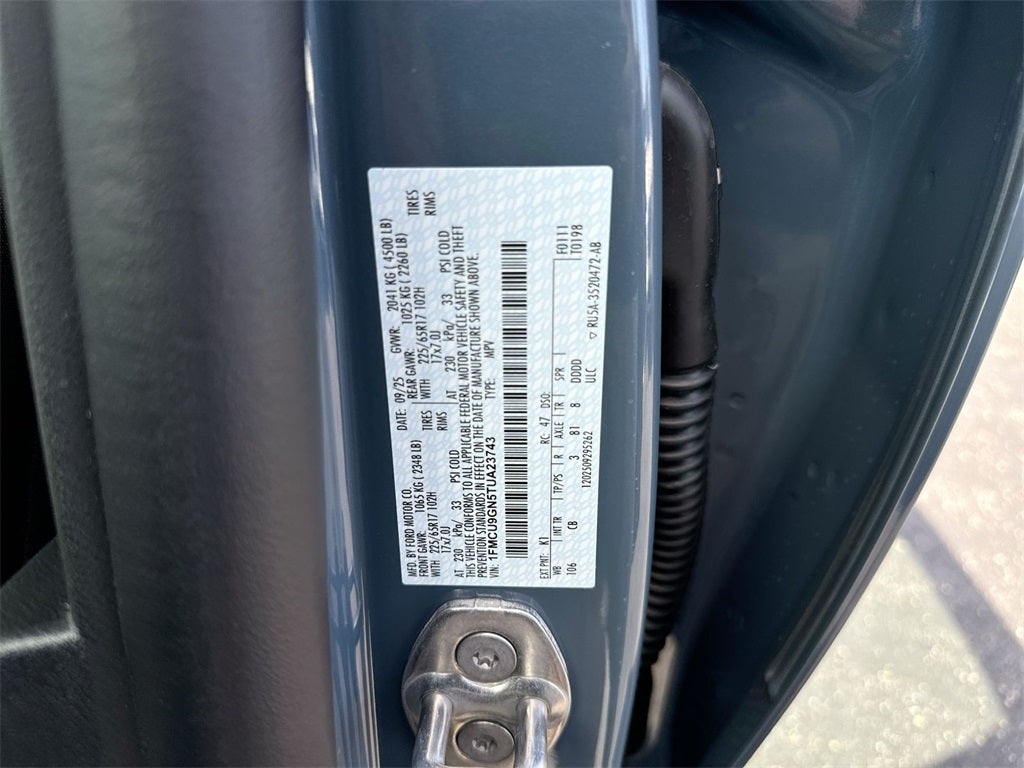 MFD. BY FORD MOTOR CO.
DATE: 09/25 GVWR: 2041 KG ( 4500 LB)
FRONT GAWR: 1065 KG ( 2348 LB) REAR GAWR: 1025 KG ( 2260 LB)
WITH 225/65R17 102H TIRES WITH 225/65R17 102H TIRES
17x7.0J RIMS 17x7.0J RIMS
AT 230 kPa/ 33 PSI COLD AT 230 kPa/ 33 PSI COLD
THIS VEHICLE CONFORMS TO ALL APPLICABLE FEDERAL MOTOR VEHICLE SAFETY AND THEFT
PREVENTION STANDARDS IN EFFECT ON THE DATE OF MANUFACTURE SHOWN ABOVE.
VIN: 1FMCU9GN5TUA23743 TYPE: MPV
EXT PNT: K1 RC: 47 DSO: F0111
WB INT TR TP/PS R AXLE TR SPR T0198
106 CB 3 81 8 DDDD
1202509295262 ULC ▽ RU5A-3520472-AB